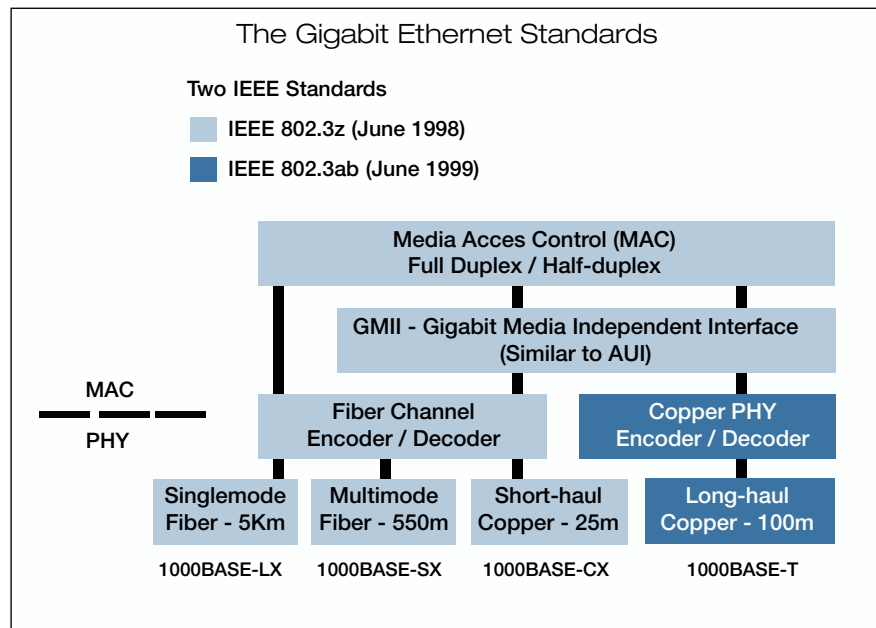 The Gigabit Ethernet Standards
Two IEEE Standards
IEEE 802.3z (June 1998)
IEEE 802.3ab (June 1999)
Media Acces Control (MAC)
Full Duplex / Half-duplex
GMII - Gigabit Media Independent Interface
(Similar to AUI)
MAC
PHY
Fiber Channel
Encoder / Decoder
Copper PHY
Encoder / Decoder
Singlemode
Fiber - 5Km
Multimode
Fiber - 550m
Short-haul
Copper - 25m
Long-haul
Copper - 100m
1000BASE-LX
1000BASE-SX
1000BASE-CX
1000BASE-T